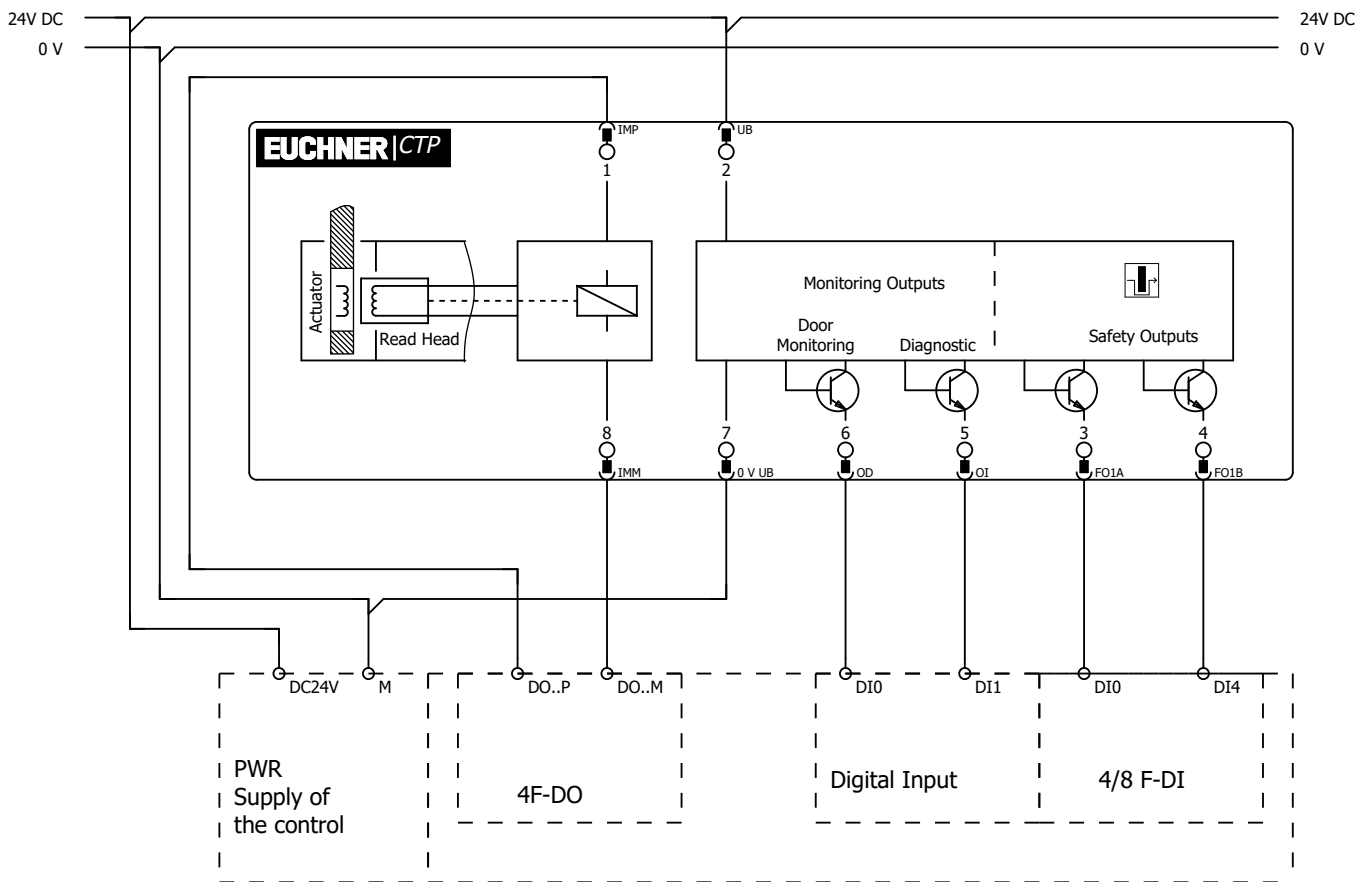 24V DC
24V DC
0 V
0 V
IMP
UB
EUCHNER CTP
1
2
Actuator
Read Head
Monitoring Outputs
Door
Monitoring
Diagnostic
Safety Outputs
8
7
6
5
3
4
IMM
0 V UB
OD
OI
FO1A
FO1B
DC24V
M
DO..P
DO..M
DI0
DI1
DI0
DI4
PWR
Supply of
the control
4F-DO
Digital Input
4/8 F-DI